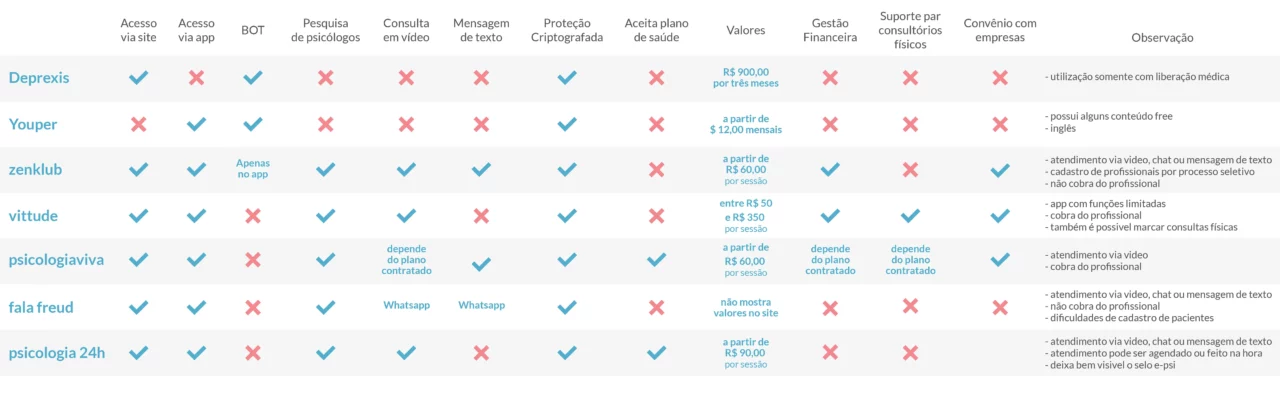 Acesso
via site
Acesso
via app
BOT
Pesquisa
de psicólogos
Consulta
em vídeo
Mensagem
de texto
Proteção
Criptografada
Aceita plano
de saúde
Valores
Gestão
Financeira
Suporte par
consultórios
físicos
Convênio com
empresas
Observação
Deprexis
R$ 900,00
por três meses
- utilização somente com liberação médica
Youper
a partir de
$ 12,00 mensais
- possui alguns conteúdo free
- inglês
zenklub
Apenas
no app
a partir de
R$ 60,00
por sessão
- atendimento via video, chat ou mensagem de texto
- cadastro de profissionais por processo seletivo
- não cobra do profissional
vittude
entre R$ 50
e R$ 350
por sessão
- app com funções limitadas
- cobra do profissional
- também é possivel marcar consultas físicas
psicologiaviva
depende
do plano
contratado
a partir de
R$ 60,00
por sessão
depende
do plano
contratado
depende
do plano
contratado
- atendimento via video
- cobra do profissional
fala freud
Whatsapp
Whatsapp
não mostra
valores no site
- atendimento via video, chat ou mensagem de texto
- não cobra do profissional
- dificuldades de cadastro de pacientes
psicologia 24h
a partir de
R$ 90,00
por sessão
- atendimento via video, chat ou mensagem de texto
- atendimento pode ser agendado ou feito na hora
- deixa bem visivel o selo e-psi